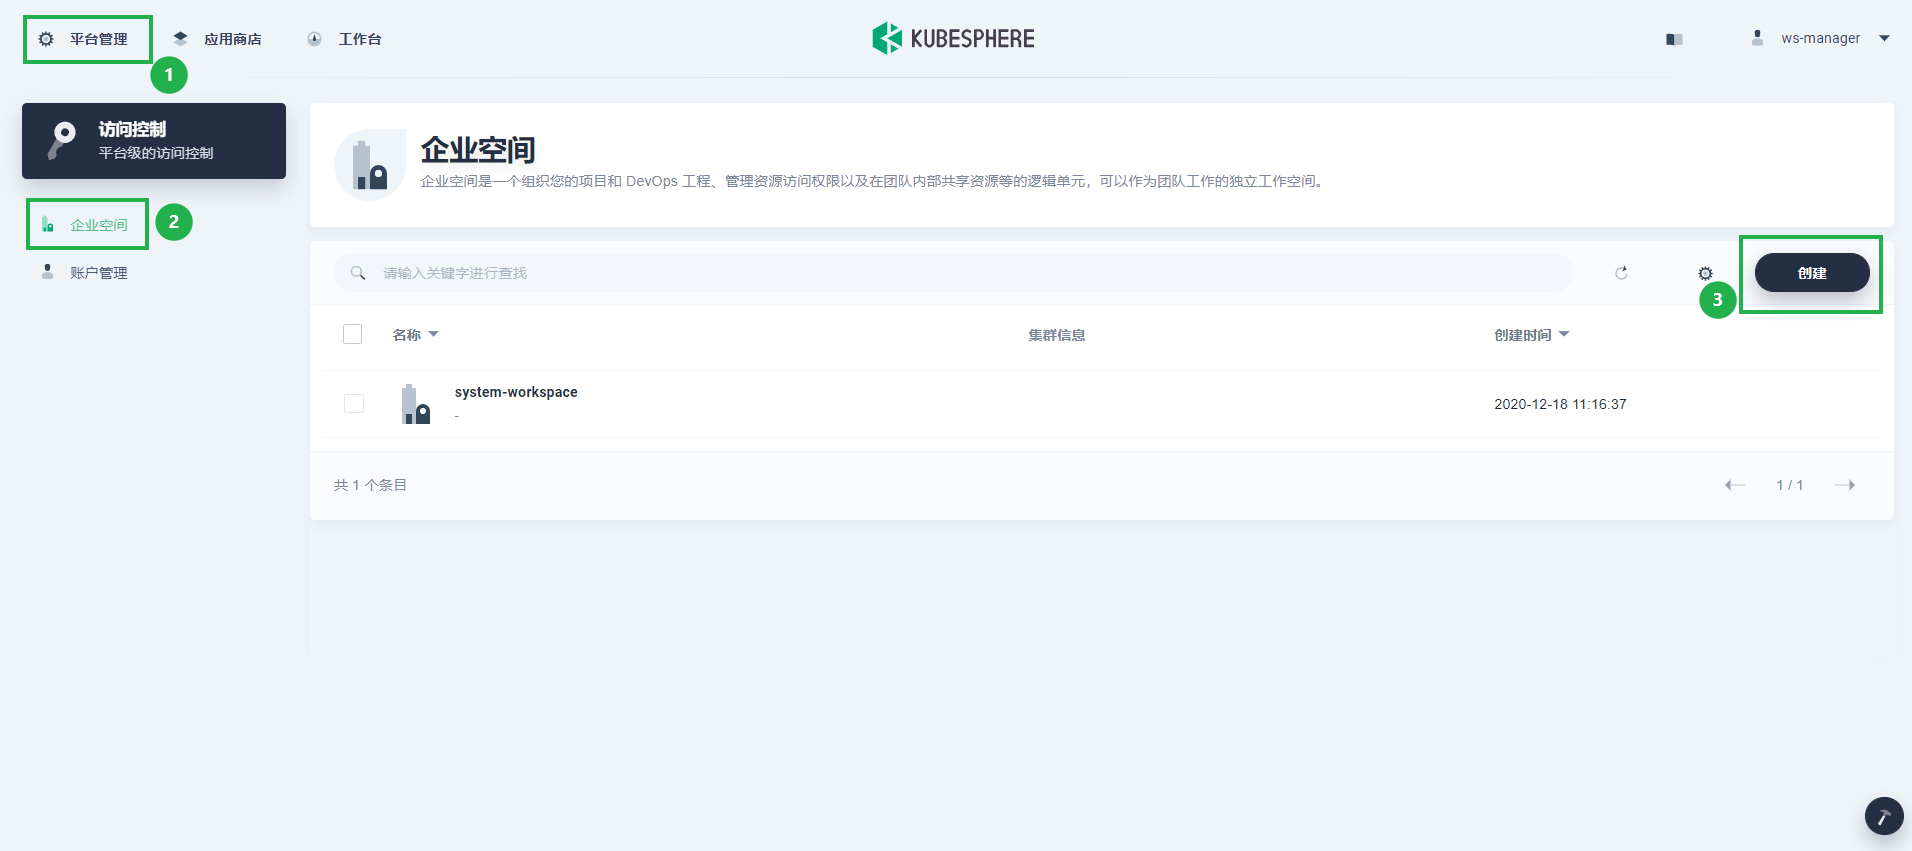 平台管理
应用商店
工作台
KUBESPHERE
ws-manager
1
访问控制
平台级的访问控制
企业空间
2
账户管理
企业空间
企业空间是一个组织您的项目和 DevOps 工程、管理资源访问权限以及在团队内部共享资源等的逻辑单元，可以作为团队工作的独立工作空间。
请输入关键字进行查找
创建
3
名称
集群信息
创建时间
system-workspace
-
2020-12-18 11:16:37
共 1 个条目
1 / 1